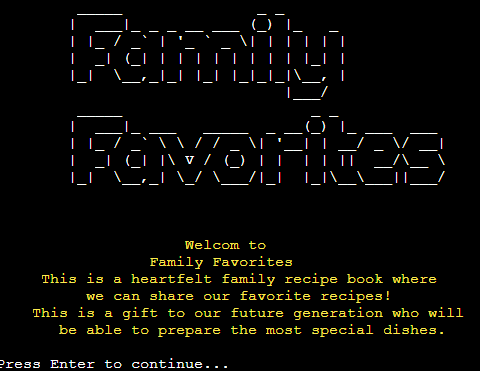 Family
Favorites
Welcom to
Family Favorites
This is a heartfelt family recipe book where
we can share our favorite recipes!
This is a gift to our future generation who will
be able to prepare the most special dishes.
Press Enter to continue...